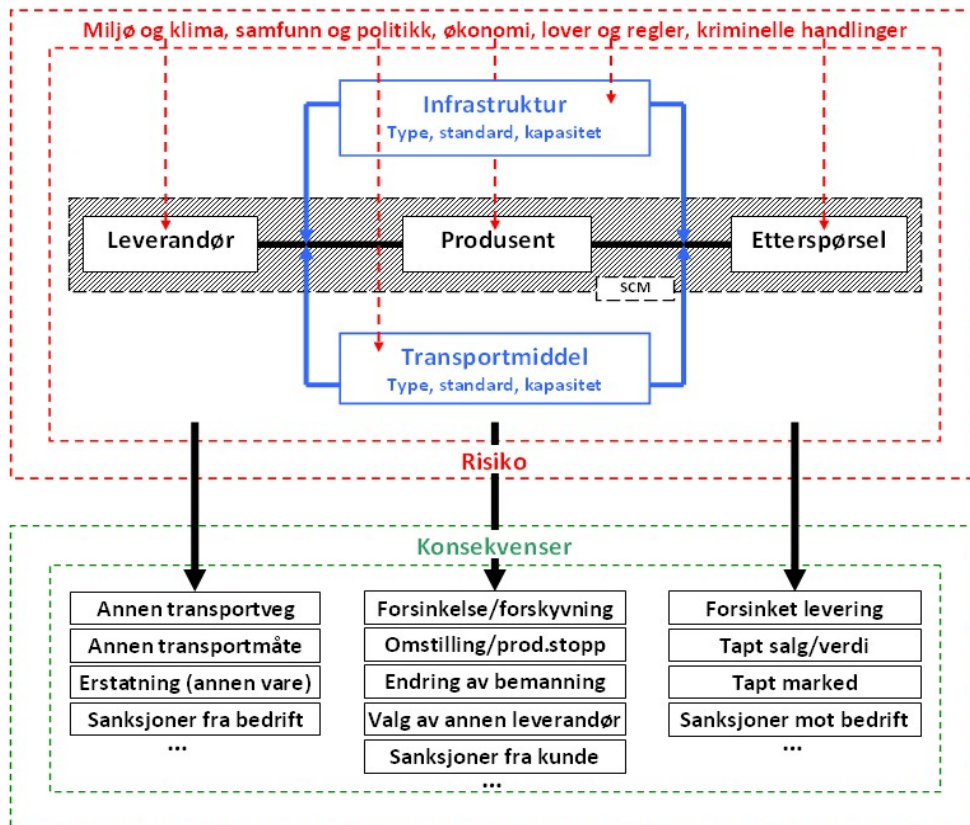 Miljø og klima, samfunn og politikk, økonomi, lover og regler, kriminelle handlinger
Infrastruktur
Type, standard, kapasitet
Leverandør
Produsent
Etterspørsel
SCM
Transportmiddel
Type, standard, kapasitet
Risiko
Konsekvenser
Annen transportveg
Annen transportmåte
Erstatning (annen vare)
Sanksjoner fra bedrift
...
Forsinkelse/forskyvning
Omstilling/prod.stopp
Endring av bemanning
Valg av annen leverandør
Sanksjoner fra kunde
...
Forsinket levering
Tapt salg/verdi
Tapt marked
Sanksjoner mot bedrift
...